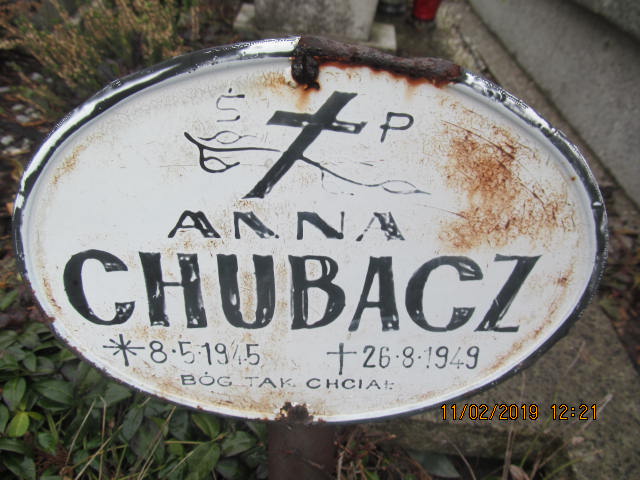 Ś P
ANNA
CHUBACZ
* 8·5·1945 † 26·8·1949
BÓG TAK CHCIAŁ
11/02/2019 12:21